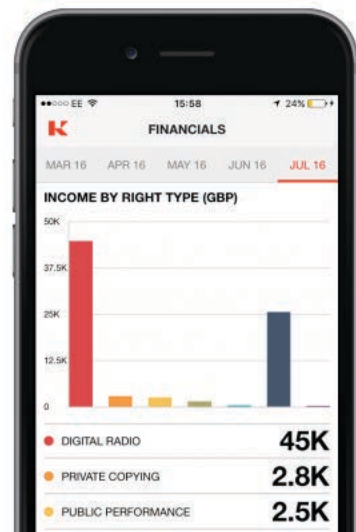 EE 15:58 24%
K FINANCIALS
MAR 16 APR 16 MAY 16 JUN 16 JUL 16
INCOME BY RIGHT TYPE (GBP)
50K
37.5K
25K
12.5K
0
DIGITAL RADIO 45K
PRIVATE COPYING 2.8K
PUBLIC PERFORMANCE 2.5K